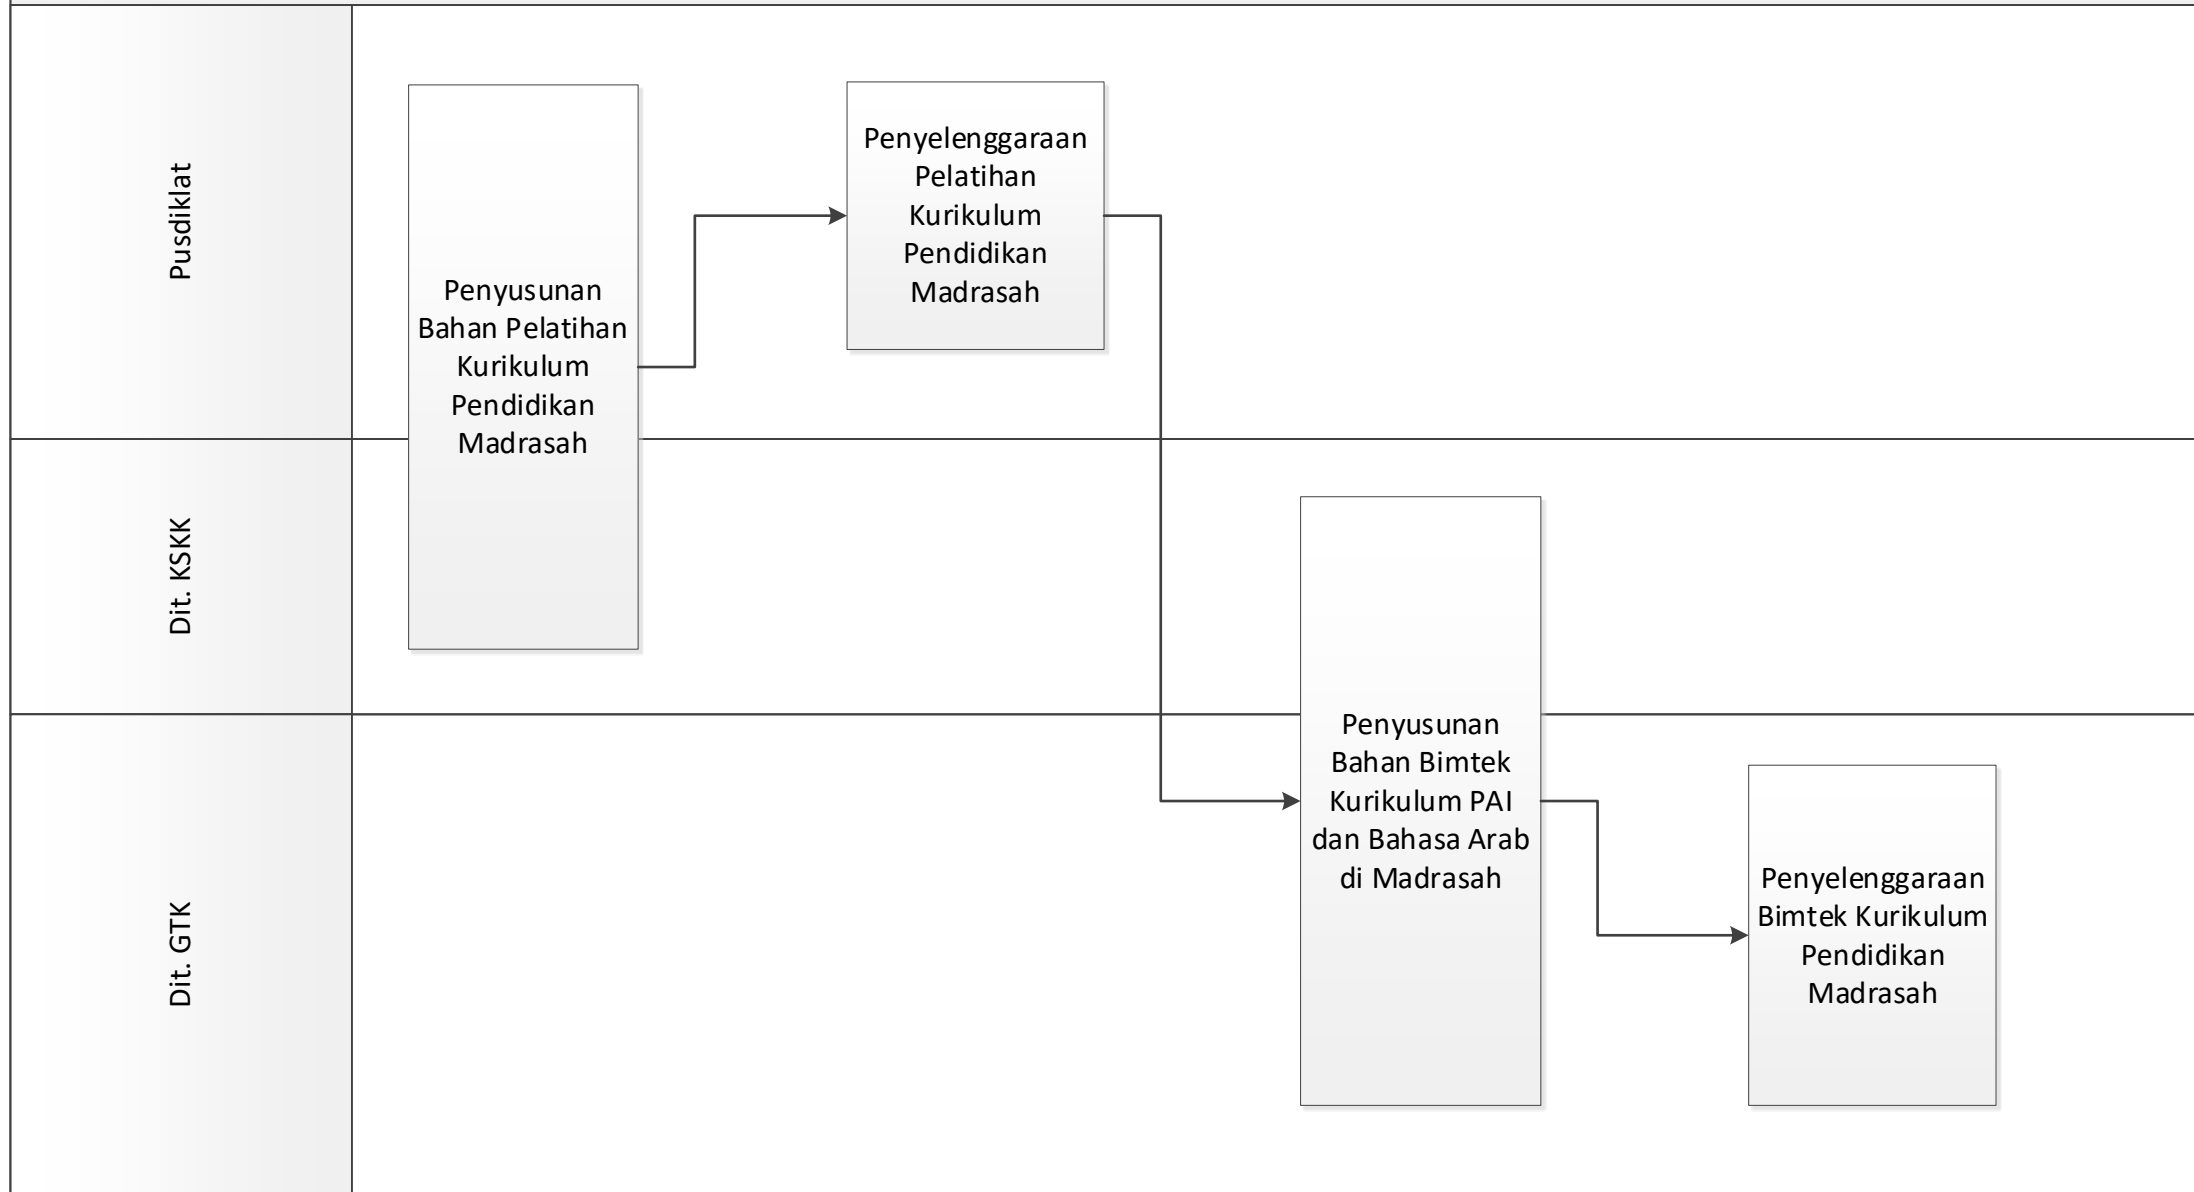 Pusdiklat
Penyusunan
Bahan Pelatihan
Kurikulum
Pendidikan
Madrasah
Penyelenggaraan
Pelatihan
Kurikulum
Pendidikan
Madrasah
Dit. KSKK
Dit. GTK
Penyusunan
Bahan Bimtek
Kurikulum PAI
dan Bahasa Arab
di Madrasah
Penyelenggaraan
Bimtek Kurikulum
Pendidikan
Madrasah